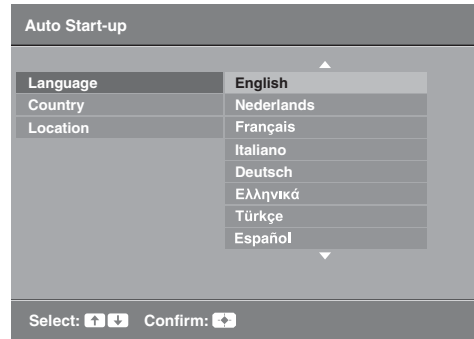 Auto Start-up
Language
Country
Location
English
Nederlands
Français
Italiano
Deutsch
Ελληνικά
Türkçe
Español
Select: Confirm: